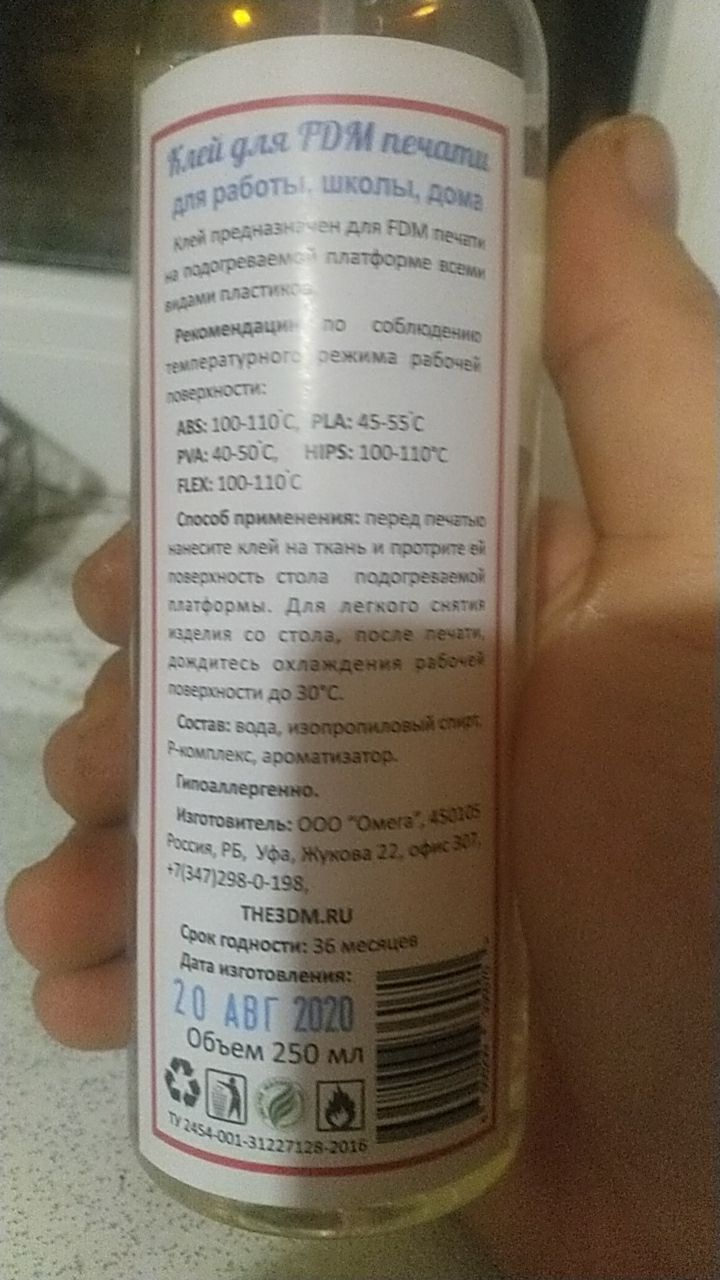 Клей для FDM печати
для работы, школы, дома
Клей предназначен для FDM печати
на подогреваемой платформе всеми
видами пластиков.
Рекомендации по соблюдению
температурного режима рабочей
поверхности:
ABS: 100-110°C, PLA: 45-55°C
PVA: 40-50°C, HIPS: 100-110°C
FLEX: 100-110°C
Способ применения: перед печатью
нанесите клей на ткань и протрите ей
поверхность стола подогреваемой
платформы. Для легкого снятия
изделия со стола, после печати,
дождитесь охлаждения рабочей
поверхности до 30°C.
Состав: вода, изопропиловый спирт,
Р-комплекс, ароматизатор.
Гипоаллергенно.
Изготовитель: ООО "Омега", 450105
Россия, РБ, Уфа, Жукова 22, офис 307,
+7(347)298-0-198,
THE3DM.RU
Срок годности: 36 месяцев
Дата изготовления:
20 АВГ 2020
Объем 250 мл
ТУ 2454-001-31227128-2016